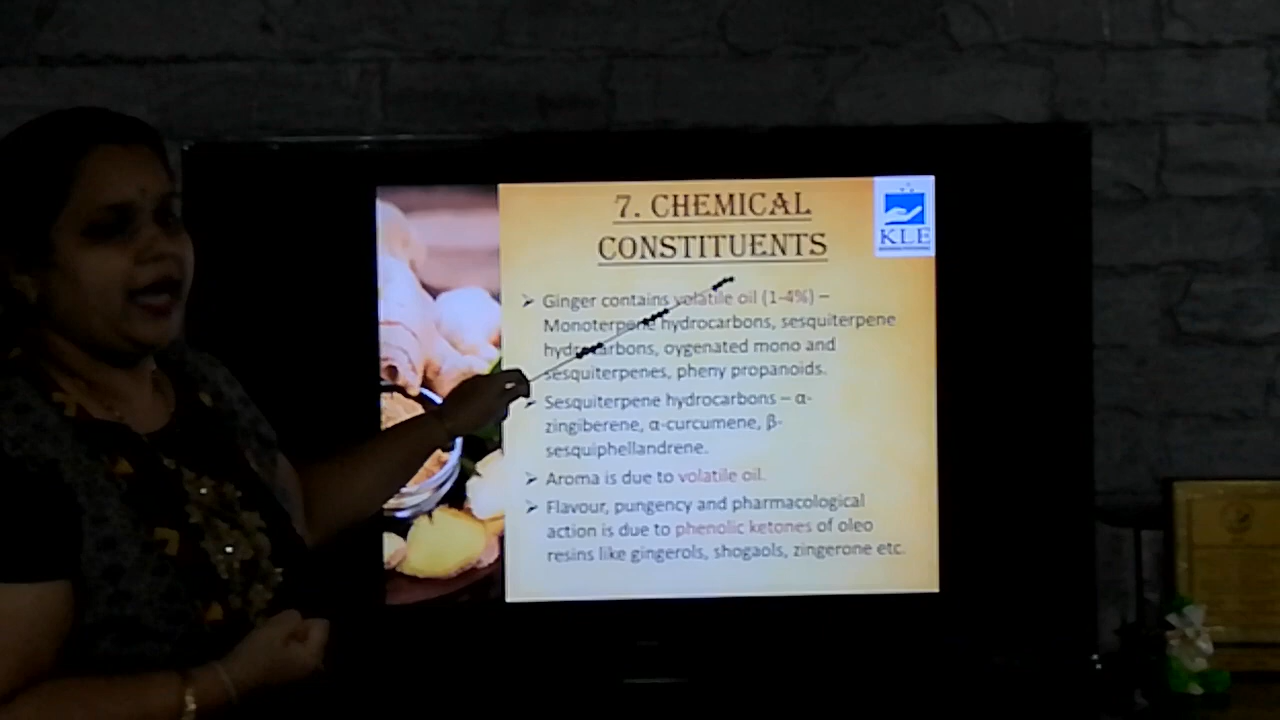 7. CHEMICAL
CONSTITUENTS
KLE
➢ Ginger contains volatile oil (1-4%) –
Monoterpene hydrocarbons, sesquiterpene
hydrocarbons, oygenated mono and
sesquiterpenes, pheny propanoids.
➢ Sesquiterpene hydrocarbons – α-
zingiberene, α-curcumene, β-
sesquiphellandrene.
➢ Aroma is due to volatile oil.
➢ Flavour, pungency and pharmacological
action is due to phenolic ketones of oleo
resins like gingerols, shogaols, zingerone etc.